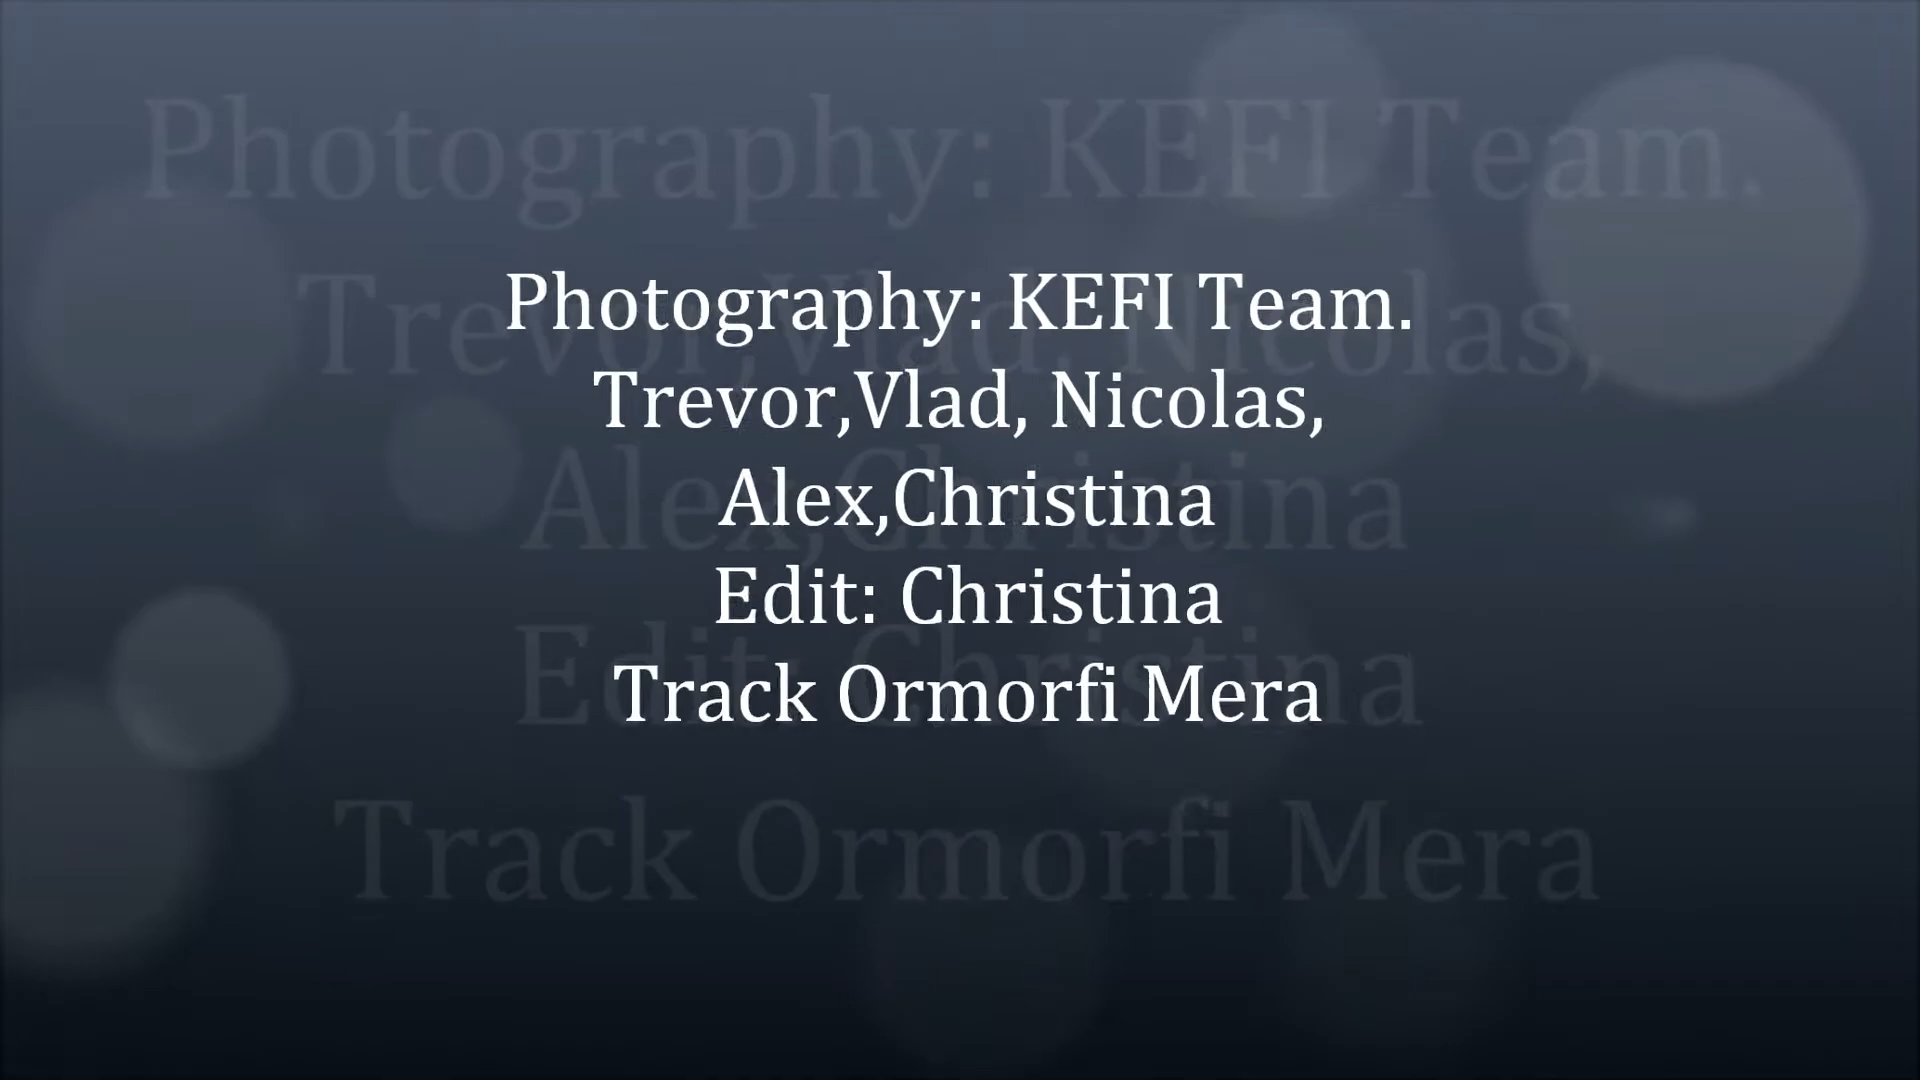 Photography: KEFI Team.
Trevor,Vlad, Nicolas,
Alex,Christina
Edit: Christina
Track Ormorfi Mera